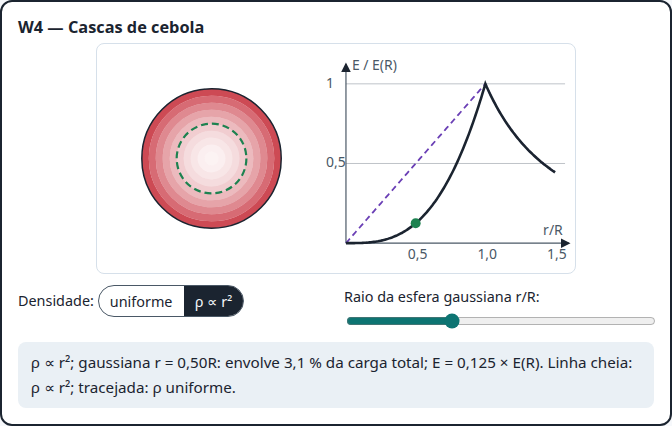 W4 — Cascas de cebola
E / E(R)
1
0,5
r/R
0,5 1,0 1,5
Densidade: uniforme ρ ∝ r²
Raio da esfera gaussiana r/R:
ρ ∝ r²; gaussiana r = 0,50R: envolve 3,1 % da carga total; E = 0,125 × E(R). Linha cheia:
ρ ∝ r²; tracejada: ρ uniforme.